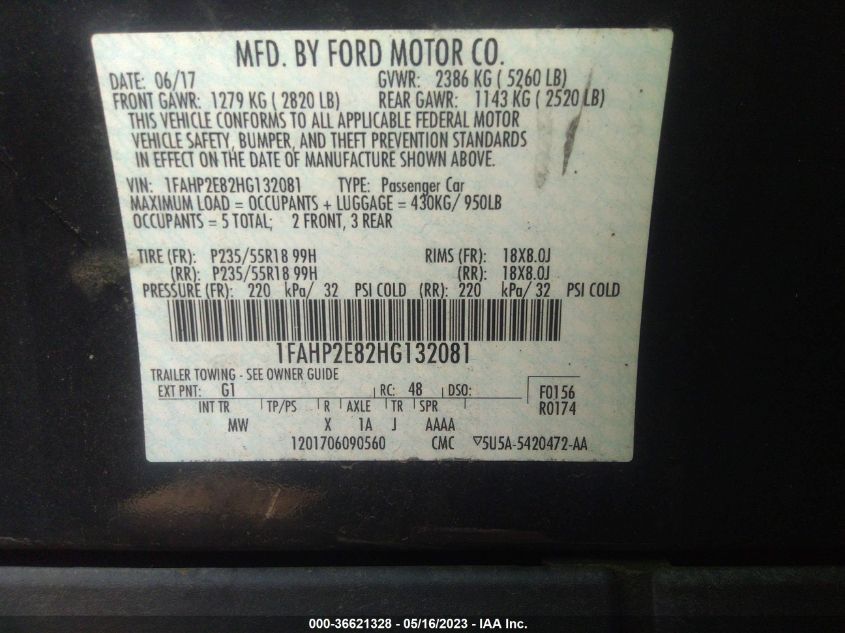 MFD. BY FORD MOTOR CO.
DATE: 06/17 GVWR: 2386 KG ( 5260 LB)
FRONT GAWR: 1279 KG ( 2820 LB) REAR GAWR: 1143 KG ( 2520 LB)
THIS VEHICLE CONFORMS TO ALL APPLICABLE FEDERAL MOTOR
VEHICLE SAFETY, BUMPER, AND THEFT PREVENTION STANDARDS
IN EFFECT ON THE DATE OF MANUFACTURE SHOWN ABOVE.
VIN: 1FAHP2E82HG132081 TYPE: Passenger Car
MAXIMUM LOAD = OCCUPANTS + LUGGAGE = 430KG/ 950LB
OCCUPANTS = 5 TOTAL; 2 FRONT, 3 REAR
TIRE (FR): P235/55R18 99H RIMS (FR): 18X8.0J
(RR): P235/55R18 99H (RR): 18X8.0J
PRESSURE (FR): 220 kPa/ 32 PSI COLD (RR): 220 kPa/ 32 PSI COLD
1FAHP2E82HG132081
TRAILER TOWING - SEE OWNER GUIDE
EXT PNT: G1 RC: 48 DSO: F0156
INT TR TP/PS R AXLE TR SPR R0174
MW X 1A J AAAA
1201706090560 CMC ▽5U5A-5420472-AA
000-36621328 - 05/16/2023 - IAA Inc.